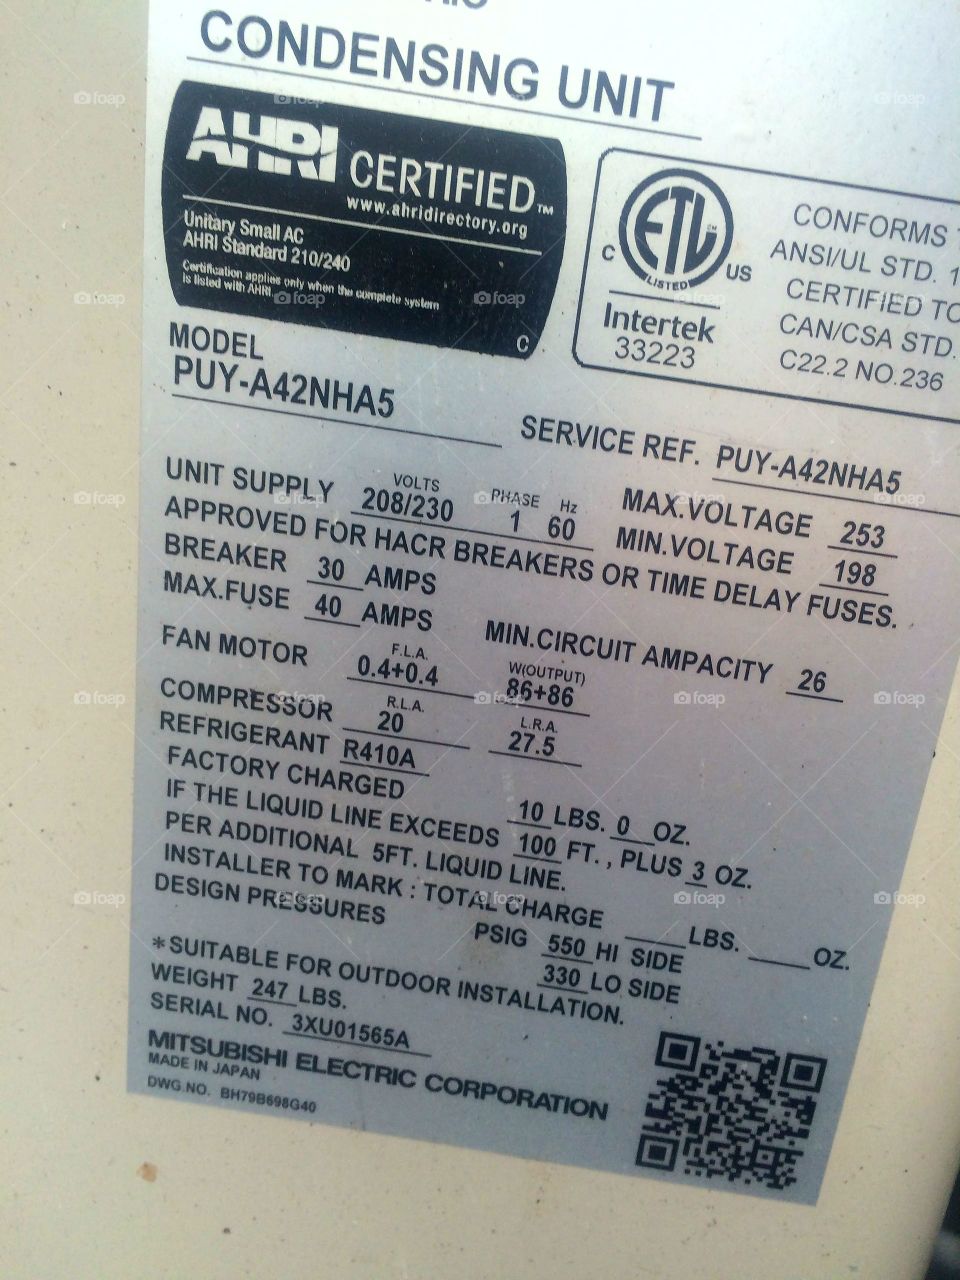 CONDENSING UNIT
AHRI CERTIFIED™
www.ahridirectory.org
Unitary Small AC
AHRI Standard 210/240
Certification applies only when the complete system
is listed with AHRI
C
C ETL US
LISTED
Intertek
33223
CONFORMS
ANSI/UL STD. 1
CERTIFIED TO
CAN/CSA STD.
C22.2 NO.236
MODEL
PUY-A42NHA5
SERVICE REF. PUY-A42NHA5
VOLTS PHASE Hz
UNIT SUPPLY 208/230 1 60
MAX.VOLTAGE 253
MIN.VOLTAGE 198
APPROVED FOR HACR BREAKERS OR TIME DELAY FUSES.
BREAKER 30 AMPS
MAX.FUSE 40 AMPS
MIN.CIRCUIT AMPACITY 26
F.L.A. W(OUTPUT)
FAN MOTOR 0.4+0.4 86+86
R.L.A. L.R.A.
COMPRESSOR 20 27.5
REFRIGERANT R410A
FACTORY CHARGED 10 LBS. 0 OZ.
IF THE LIQUID LINE EXCEEDS 100 FT. , PLUS 3 OZ.
PER ADDITIONAL 5FT. LIQUID LINE.
INSTALLER TO MARK : TOTAL CHARGE ____LBS. ____OZ.
DESIGN PRESSURES PSIG 550 HI SIDE
330 LO SIDE
*SUITABLE FOR OUTDOOR INSTALLATION.
WEIGHT 247 LBS.
SERIAL NO. 3XU01565A
MITSUBISHI ELECTRIC CORPORATION
MADE IN JAPAN
DWG.NO. BH79B698G40
foap